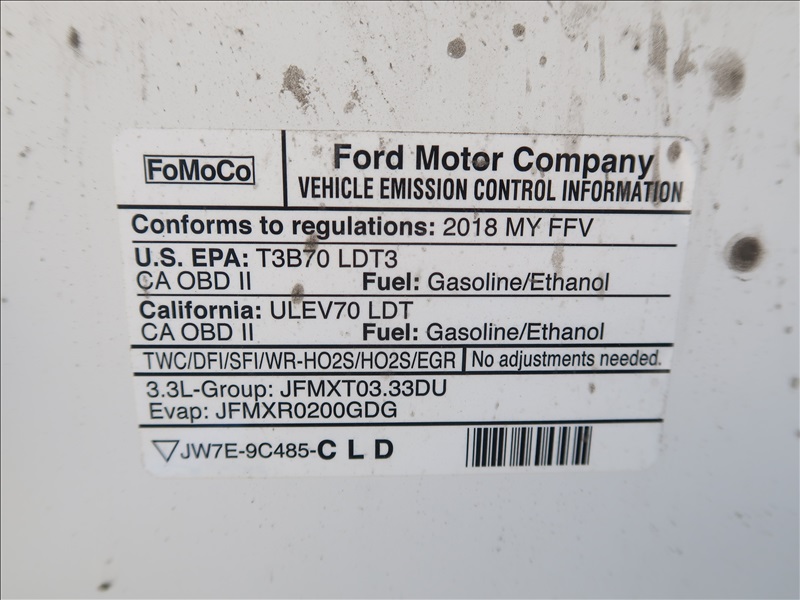 FoMoCo
Ford Motor Company
VEHICLE EMISSION CONTROL INFORMATION
Conforms to regulations: 2018 MY FFV
U.S. EPA: T3B70 LDT3
CA OBD II Fuel: Gasoline/Ethanol
California: ULEV70 LDT
CA OBD II Fuel: Gasoline/Ethanol
TWC/DFI/SFI/WR-HO2S/HO2S/EGR No adjustments needed.
3.3L-Group: JFMXT03.33DU
Evap: JFMXR0200GDG
JW7E-9C485-C L D